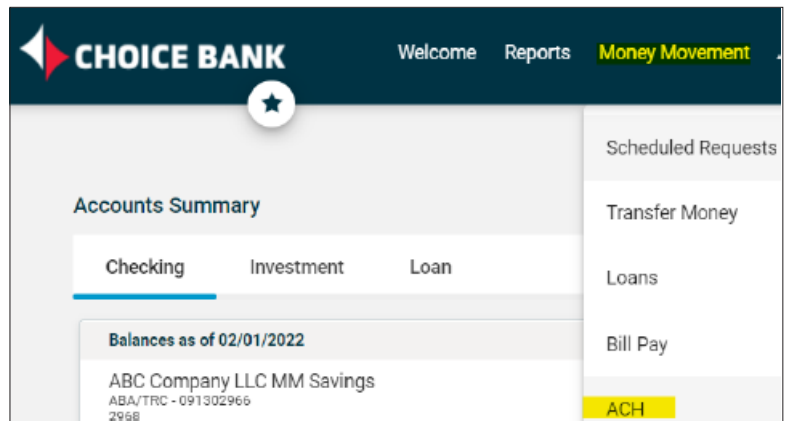 CHOICE BANK
Welcome Reports Money Movement
Scheduled Requests
Transfer Money
Loans
Bill Pay
ACH
Accounts Summary
Checking Investment Loan
Balances as of 02/01/2022
ABC Company LLC MM Savings
ABA/TRC - 091302966
2968